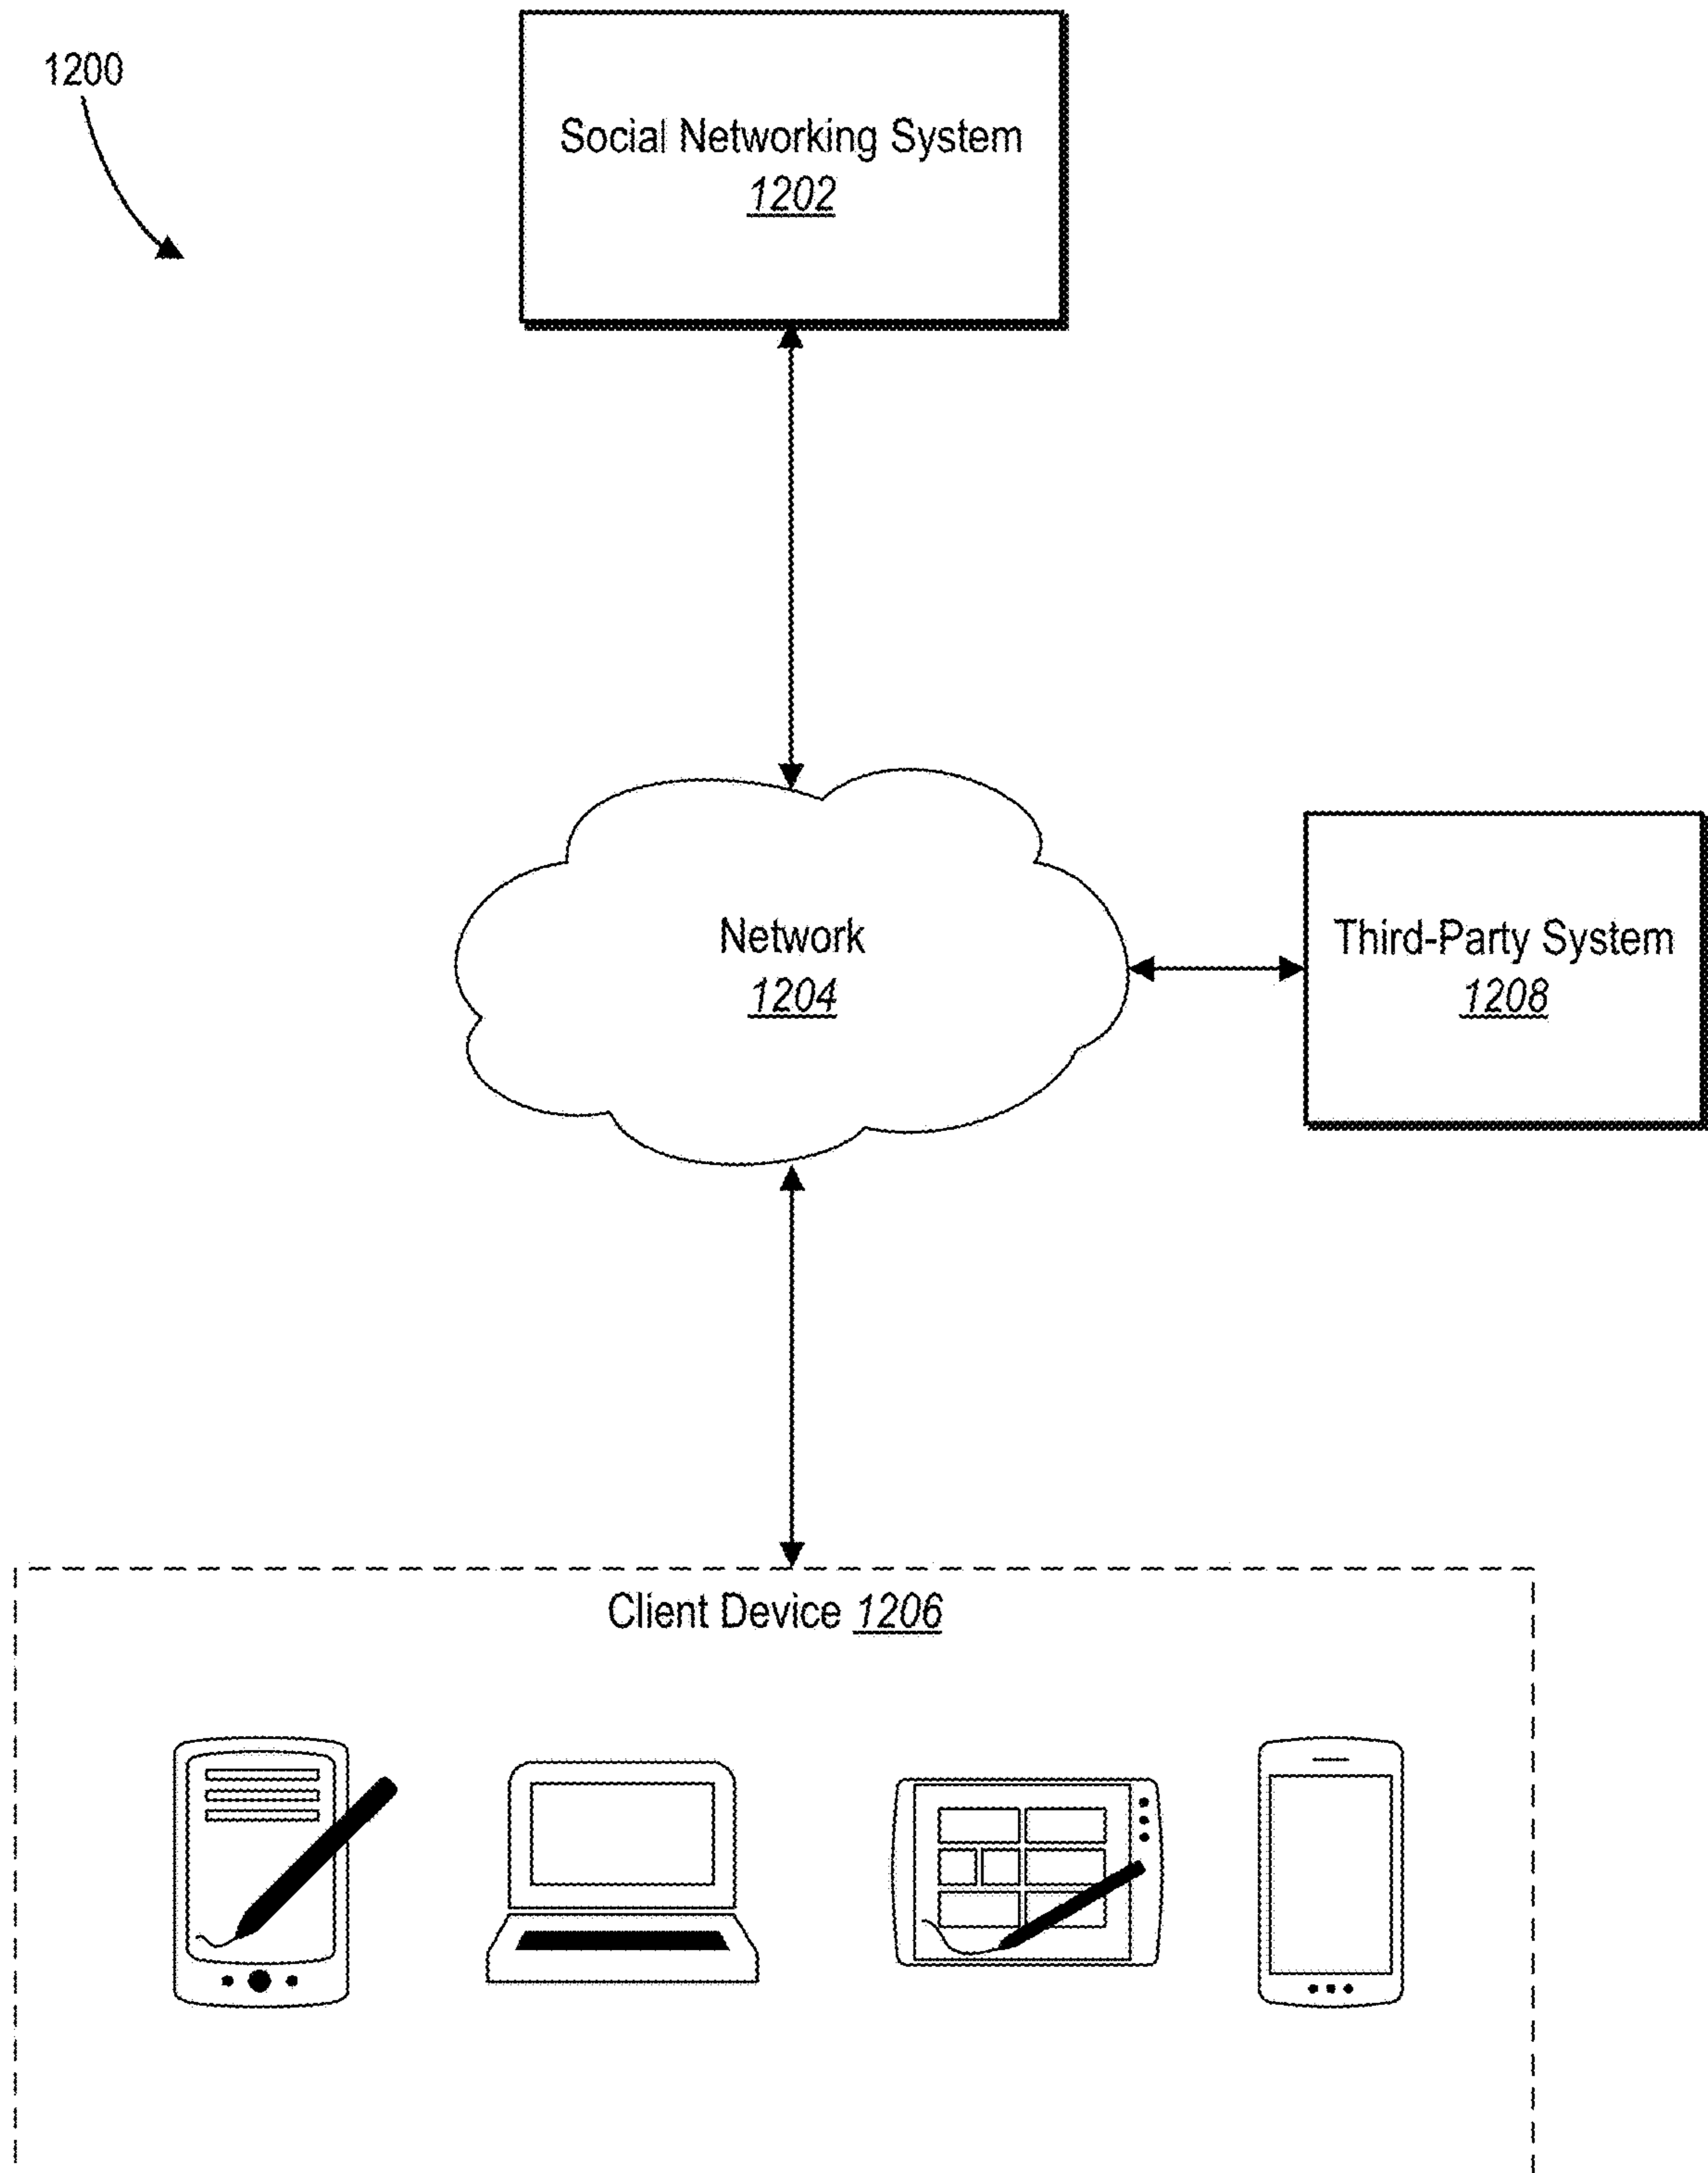 1200
Social Networking System
1202
Network
1204
Third-Party System
1208
Client Device 1206